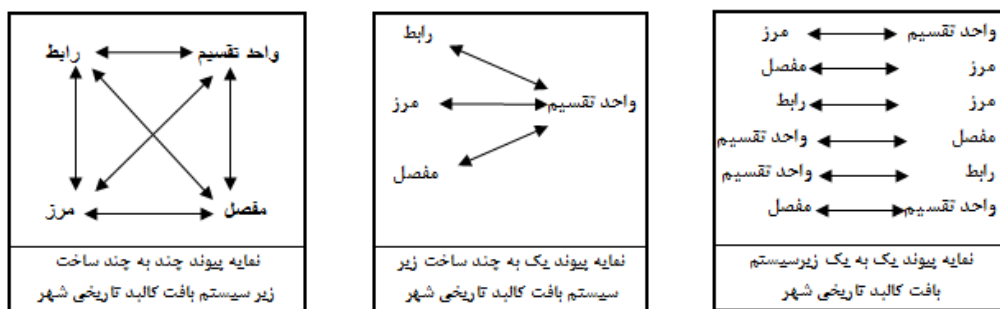 واحد تقسیم مرز
مرز مفصل
مرز رابط
مفصل واحد تقسیم
رابط واحد تقسیم
واحد تقسیم مفصل
نمایه پیوند یک به یک زیرسیستم
بافت کالبد تاریخی شهر
رابط
مرز واحد تقسیم
مفصل
نمایه پیوند یک به چند ساخت زیر
سیستم بافت کالبد تاریخی شهر
واحد تقسیم رابط
مفصل مرز
نمایه پیوند چند به چند ساخت
زیر سیستم بافت کالبد تاریخی شهر